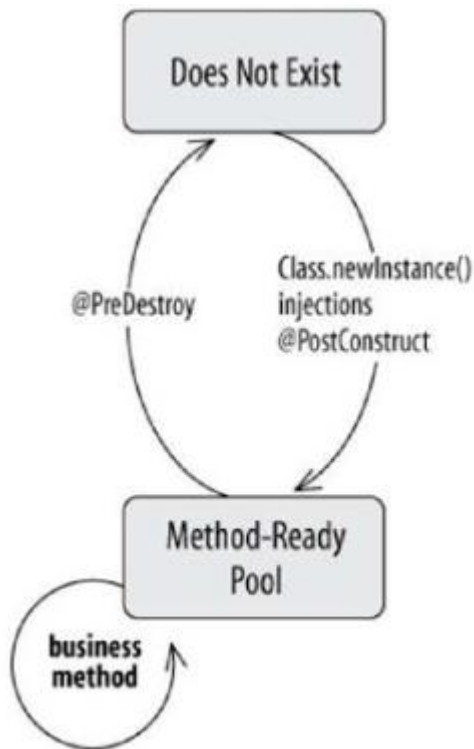 Does Not Exist
@PreDestroy
Class.newInstance()
injections
@PostConstruct
Method-Ready
Pool
business
method